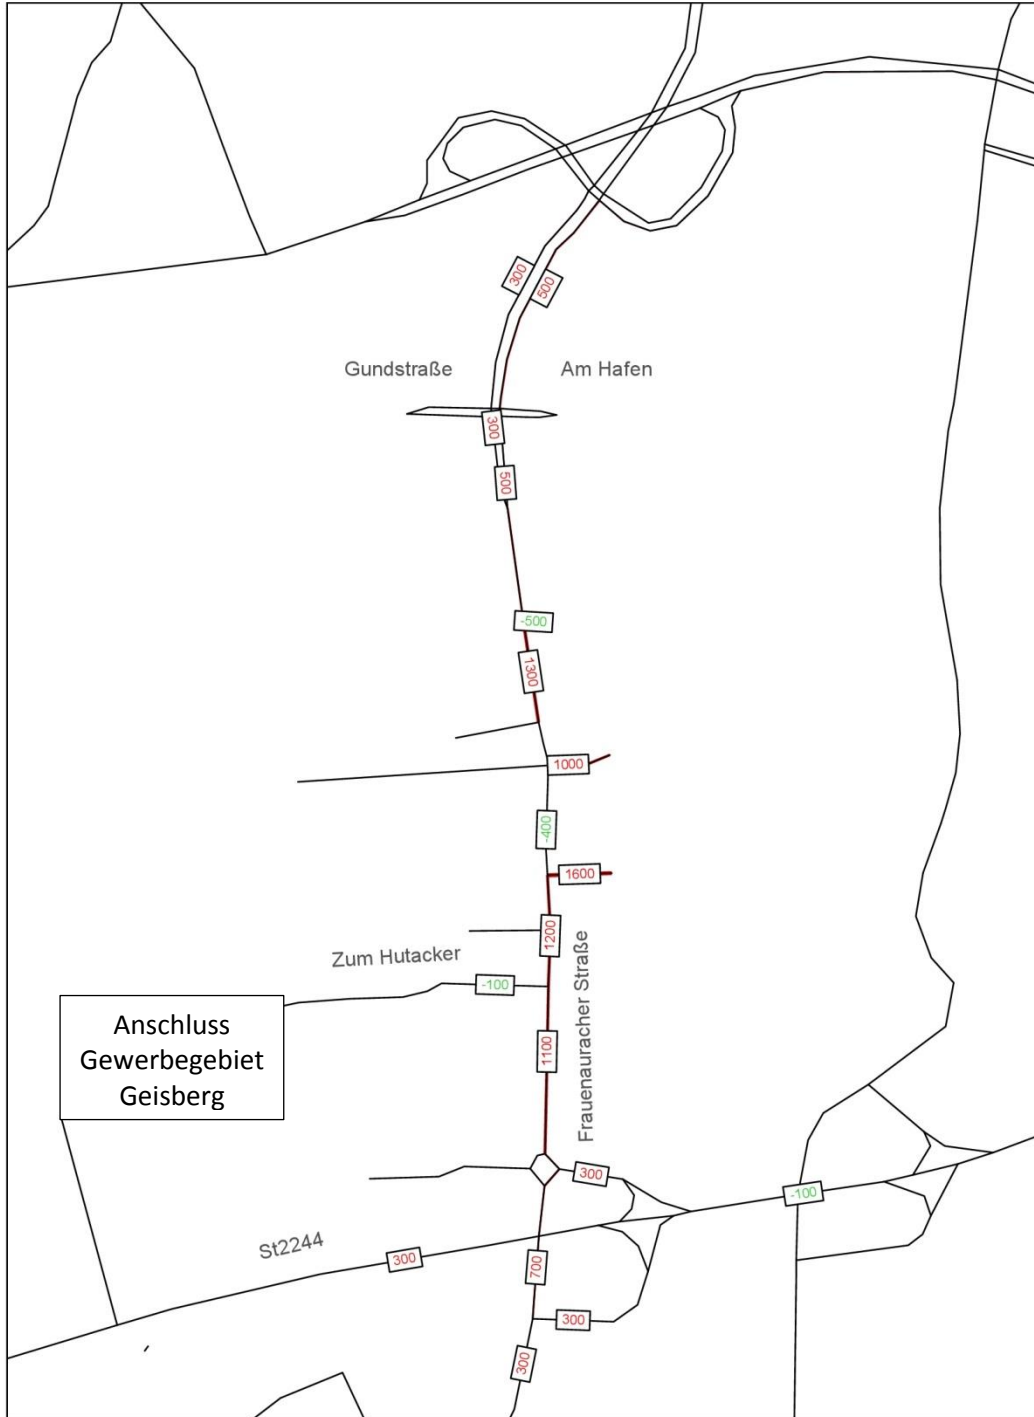 300
500
Gundstraße
Am Hafen
300
500
-500
1300
1000
-400
1600
1200
Zum Hutacker
-100
Frauenauracher Straße
Anschluss
Gewerbegebiet
Geisberg
1100
300
-100
St2244
300
700
300
300